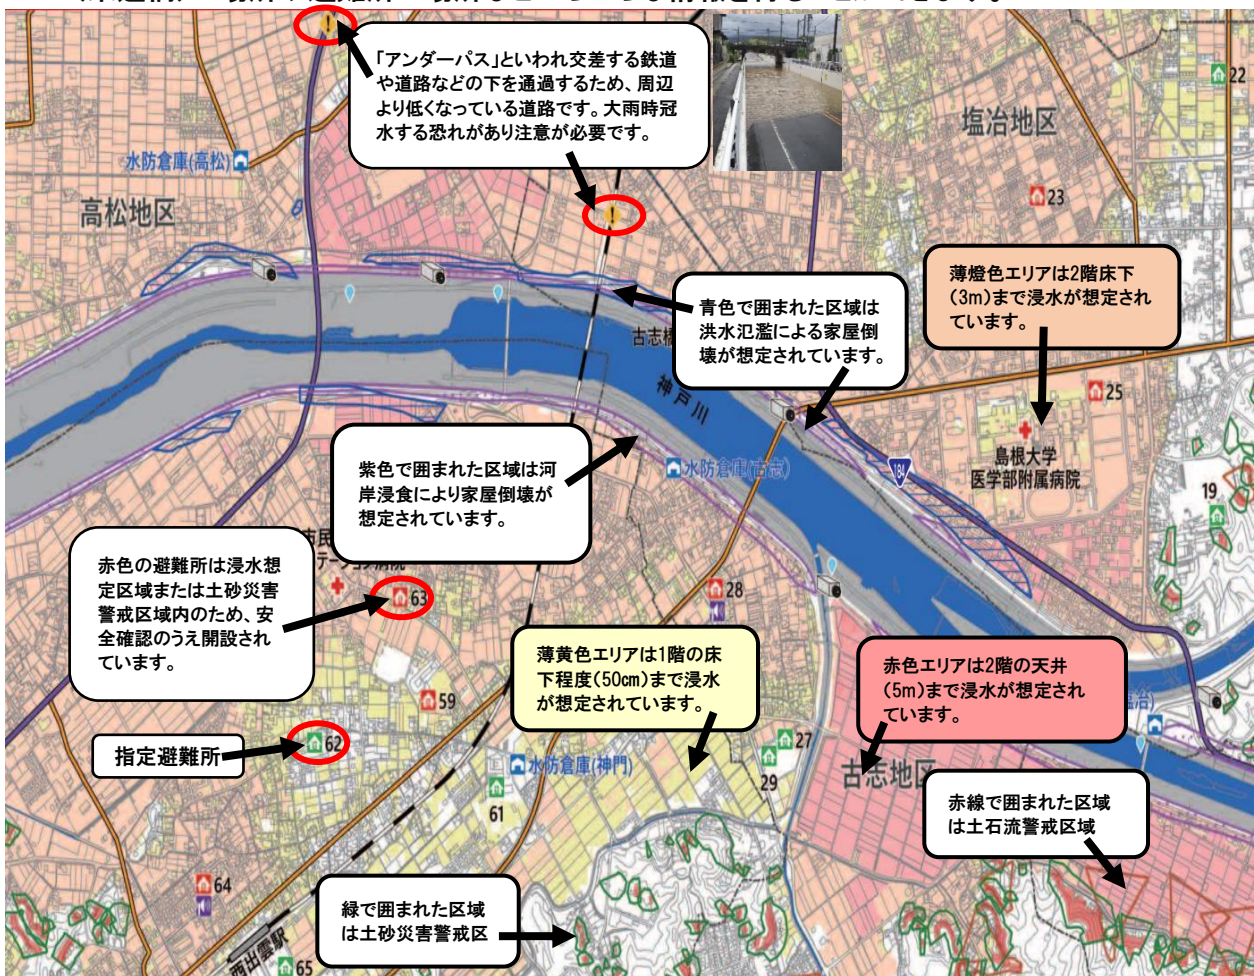 「アンダーパス」といわれ交差する鉄道
や道路などの下を通過するため、周辺
より低くなっている道路です。大雨時冠
水する恐れがあり注意が必要です。
22
塩冶地区
水防倉庫(高松)
23
高松地区
薄橙色エリアは2階床下
(3m)まで浸水が想定され
ています。
青色で囲まれた区域は
洪水氾濫による家屋倒
壊が想定されています。
古志橋
神戸川
25
島根大学
医学部附属病院
184
水防倉庫(古志)
19
紫色で囲まれた区域は河
岸浸食により家屋倒壊が
想定されています。
赤色の避難所は浸水想
定区域または土砂災害
警戒区域内のため、安
全確認のうえ開設され
ています。
63
28
薄黄色エリアは1階の床
下程度(50㎝)まで浸水
が想定されています。
赤色エリアは2階の天井
(5m)まで浸水が想定され
ています。
59
指定避難所
62
27
29
水防倉庫(神門)
61
古志地区
赤線で囲まれた区域
は土石流警戒区域
64
緑で囲まれた区域
は土砂災害警戒区
西出雲駅
65